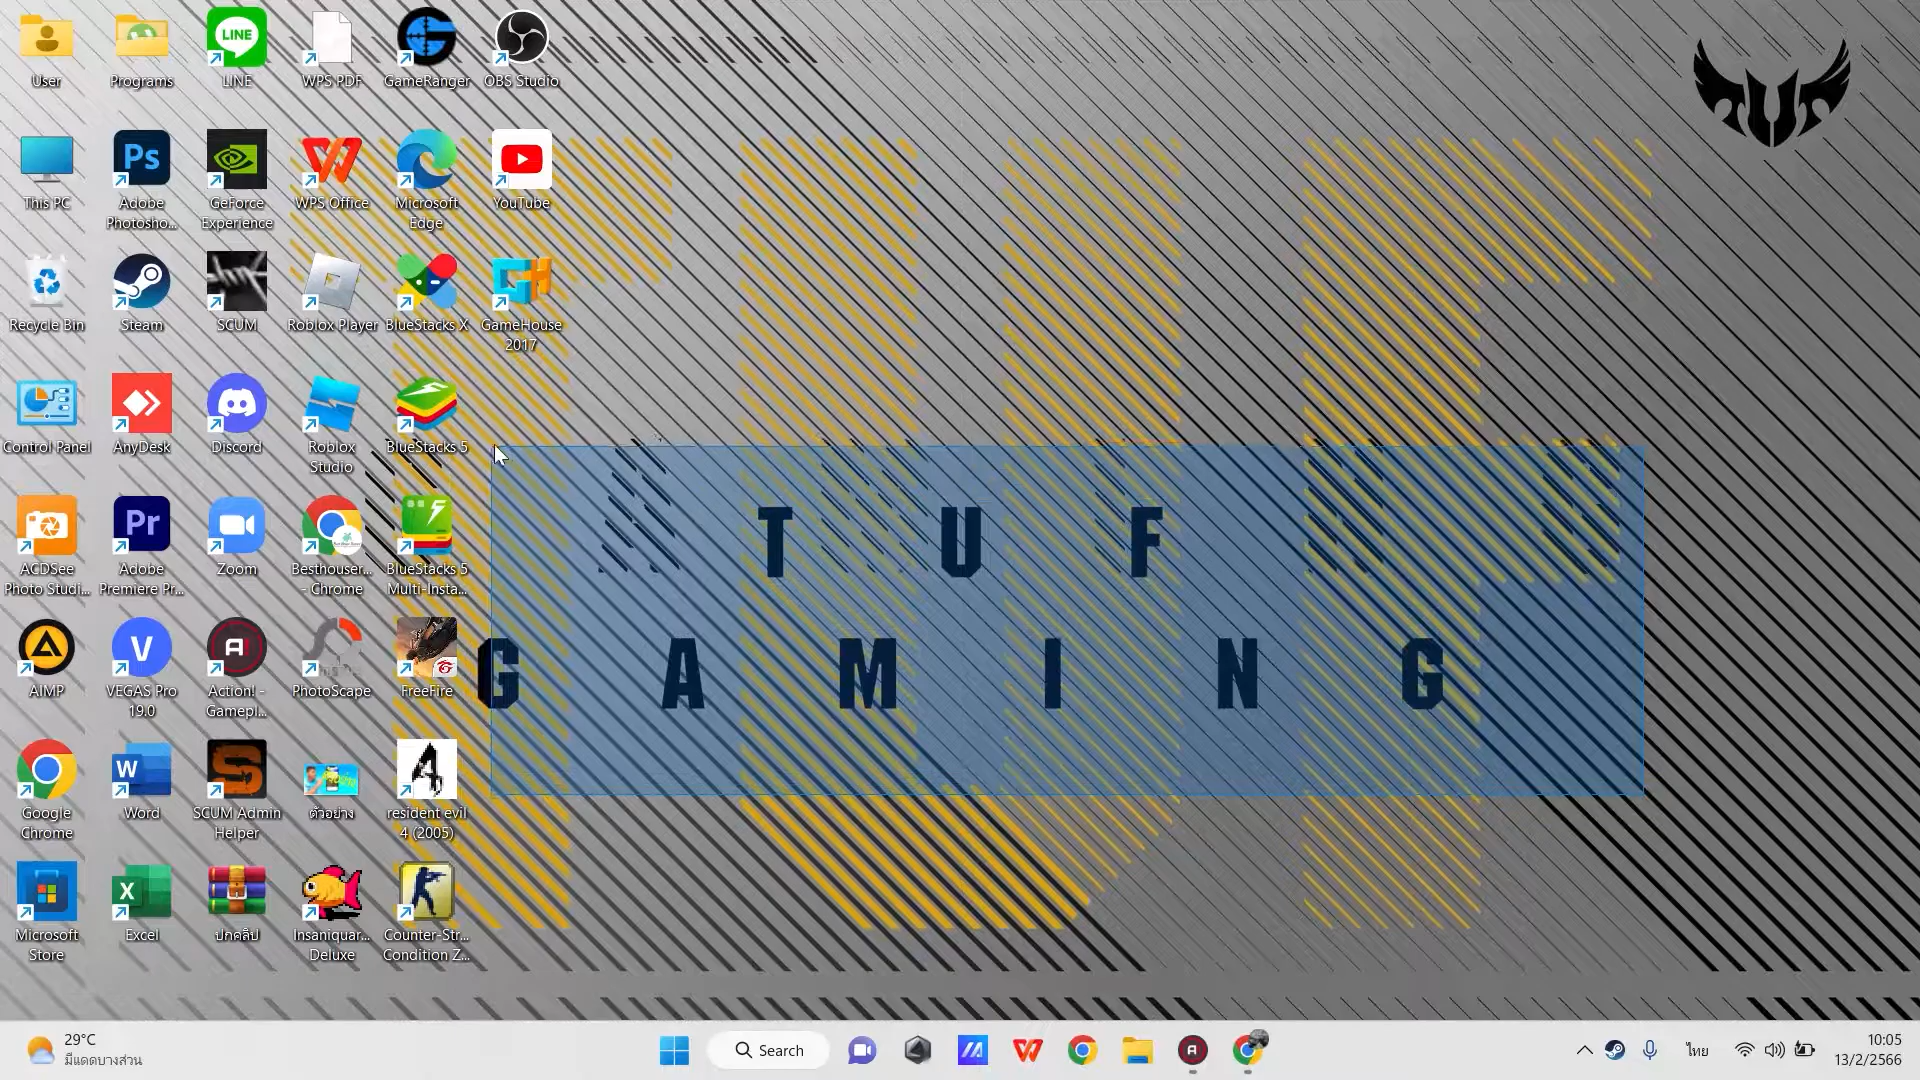 User
Programs
LINE
WPS PDF
GameRanger
OBS Studio
This PC
Adobe
Photosho...
GeForce
Experience
WPS Office
Microsoft
Edge
YouTube
Recycle Bin
Steam
SCUM
Roblox Player
BlueStacks X
GameHouse
2017
Control Panel
AnyDesk
Discord
Roblox
Studio
BlueStacks 5
ACDSee
Photo Studi...
Adobe
Premiere Pr...
Zoom
Besthouser...
- Chrome
BlueStacks 5
Multi-Insta...
T U F
G A M I N G
AIMP
VEGAS Pro
19.0
Action! -
Gamepl...
PhotoScape
FreeFire
Google
Chrome
Word
SCUM Admin
Helper
ตัวอย่าง
resident evil
4 (2005)
Microsoft
Store
Excel
ปกคลิป
Insaniquar...
Deluxe
Counter-Str...
Condition Z...
29°C
มีแดดบางส่วน
Search
ไทย
10:05
13/2/2566